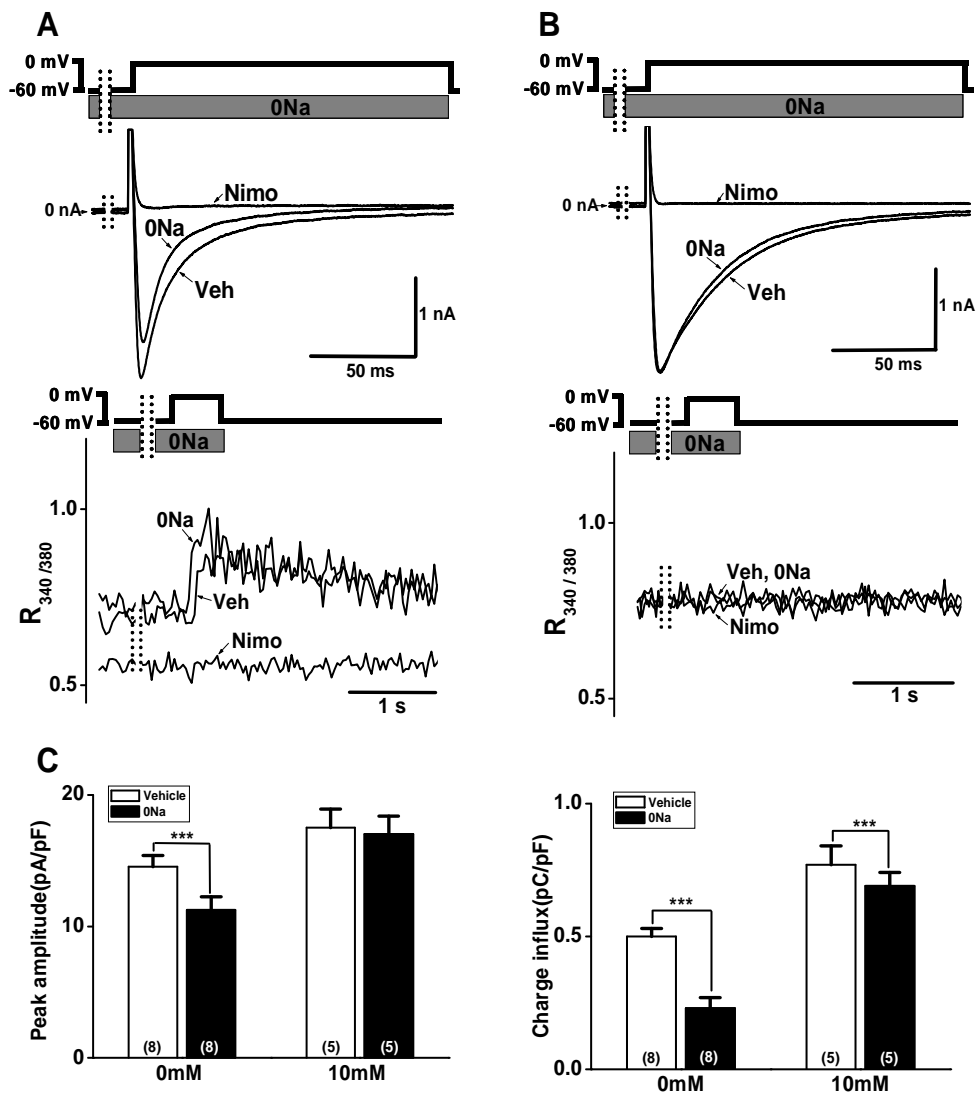 A
0 mV
-60 mV
0Na
Nimo
0 nA
0Na
Veh
1 nA
50 ms
0 mV
-60 mV
0Na
1.0
0Na
Veh
Nimo
0.5
R340/380
1 s
B
0 mV
-60 mV
0Na
Nimo
0 nA
0Na
Veh
1 nA
50 ms
0 mV
-60 mV
0Na
1.0
Veh, 0Na
Nimo
0.5
R340/380
1 s
C
Vehicle
0Na
20
10
0
Peak amplitude(pA/pF)
***
(8)
(8)
(5)
(5)
0mM
10mM
Vehicle
0Na
1.0
0.5
0.0
Charge influx(pC/pF)
***
***
(8)
(8)
(5)
(5)
0mM
10mM